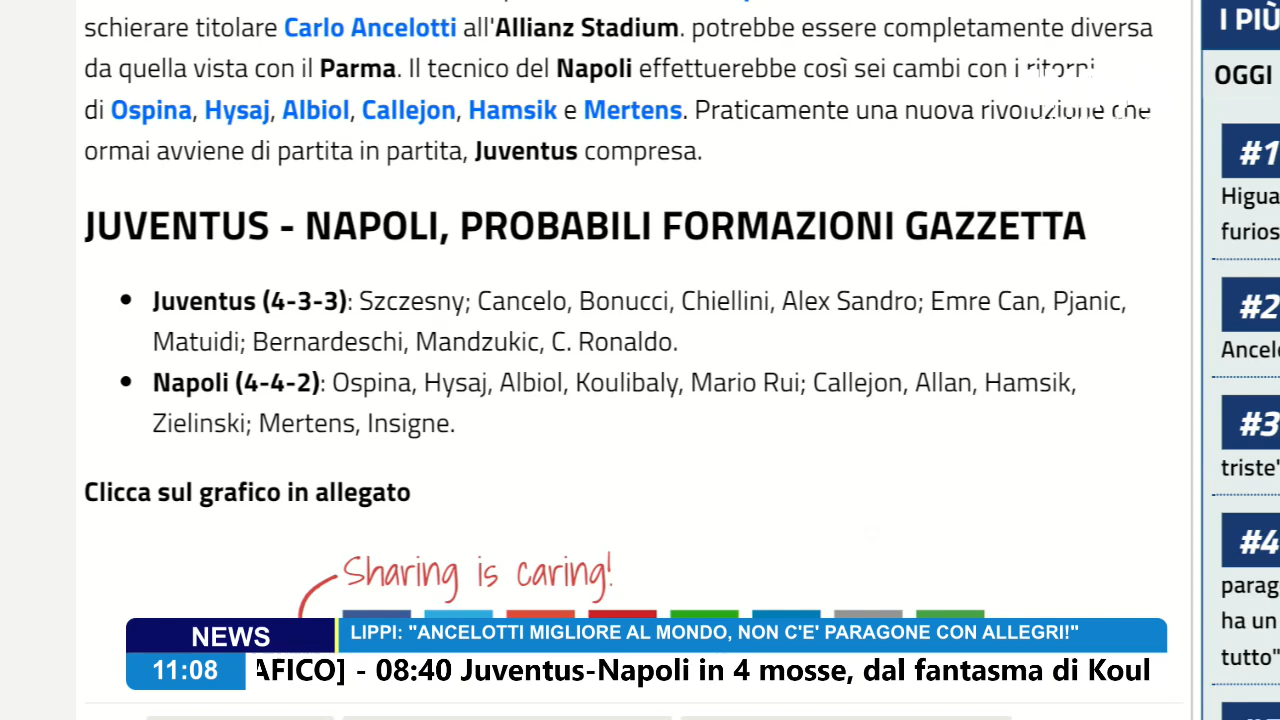 schierare titolare Carlo Ancelotti all'Allianz Stadium. potrebbe essere completamente diversa
da quella vista con il Parma. Il tecnico del Napoli effettuerebbe così sei cambi con i ritorni
di Ospina, Hysaj, Albiol, Callejon, Hamsik e Mertens. Praticamente una nuova rivoluzione che
ormai avviene di partita in partita, Juventus compresa.
JUVENTUS - NAPOLI, PROBABILI FORMAZIONI GAZZETTA
• Juventus (4-3-3): Szczesny; Cancelo, Bonucci, Chiellini, Alex Sandro; Emre Can, Pjanic,
Matuidi; Bernardeschi, Mandzukic, C. Ronaldo.
• Napoli (4-4-2): Ospina, Hysaj, Albiol, Koulibaly, Mario Rui; Callejon, Allan, Hamsik,
Zielinski; Mertens, Insigne.
Clicca sul grafico in allegato
Sharing is caring!
I PIÙ
OGGI
#1
Higua
furios
#2
Ancel
#3
triste"
#4
parag
ha un
tutto"
NEWS
LIPPI: "ANCELOTTI MIGLIORE AL MONDO, NON C'E' PARAGONE CON ALLEGRI!"
11:08
AFICO] - 08:40 Juventus-Napoli in 4 mosse, dal fantasma di Koul